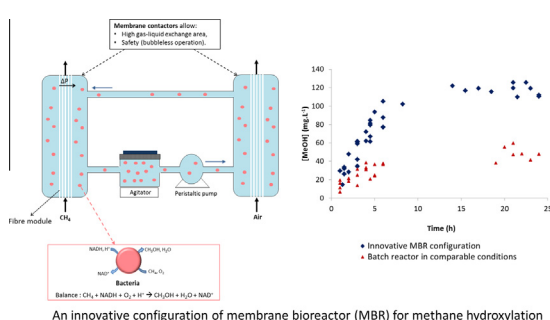 Membrane contactors allow:
• High gas-liquid exchange area,
• Safety (bubbleless operation).
ΔP
Agitator
Peristaltic pump
Fibre module
CH₄
Air
NADH, H⁺
CH₃OH, H₂O
NAD⁺
CH₄, O₂
Bacteria
Balance : CH₄ + NADH + O₂ + H⁺ → CH₃OH + H₂O + NAD⁺
[MeOH] (mg.L⁻¹)
140
120
100
80
60
40
20
0
0 5 10 15 20 25
Time (h)
Innovative MBR configuration
Batch reactor in comparable conditions
An innovative configuration of membrane bioreactor (MBR) for methane hydroxylation